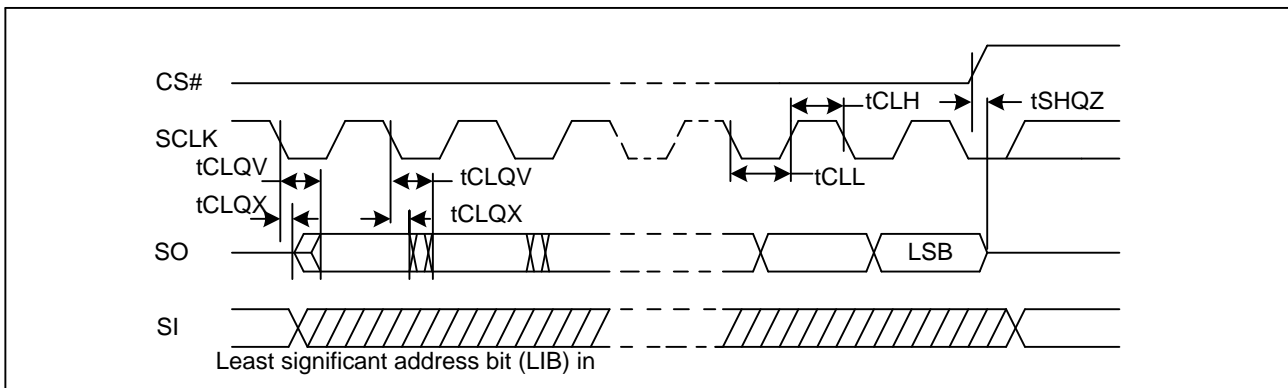 CS#
tCLH
tSHQZ
SCLK
tCLQV
tCLQV
tCLL
tCLQX
tCLQX
SO
LSB
SI
Least significant address bit (LIB) in